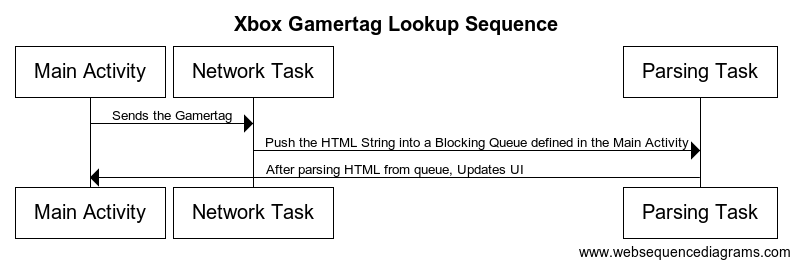 Xbox Gamertag Lookup Sequence
Main Activity Network Task Parsing Task
Sends the Gamertag
Push the HTML String into a Blocking Queue defined in the Main Activity
After parsing HTML from queue, Updates UI
Main Activity Network Task Parsing Task
www.websequencediagrams.com